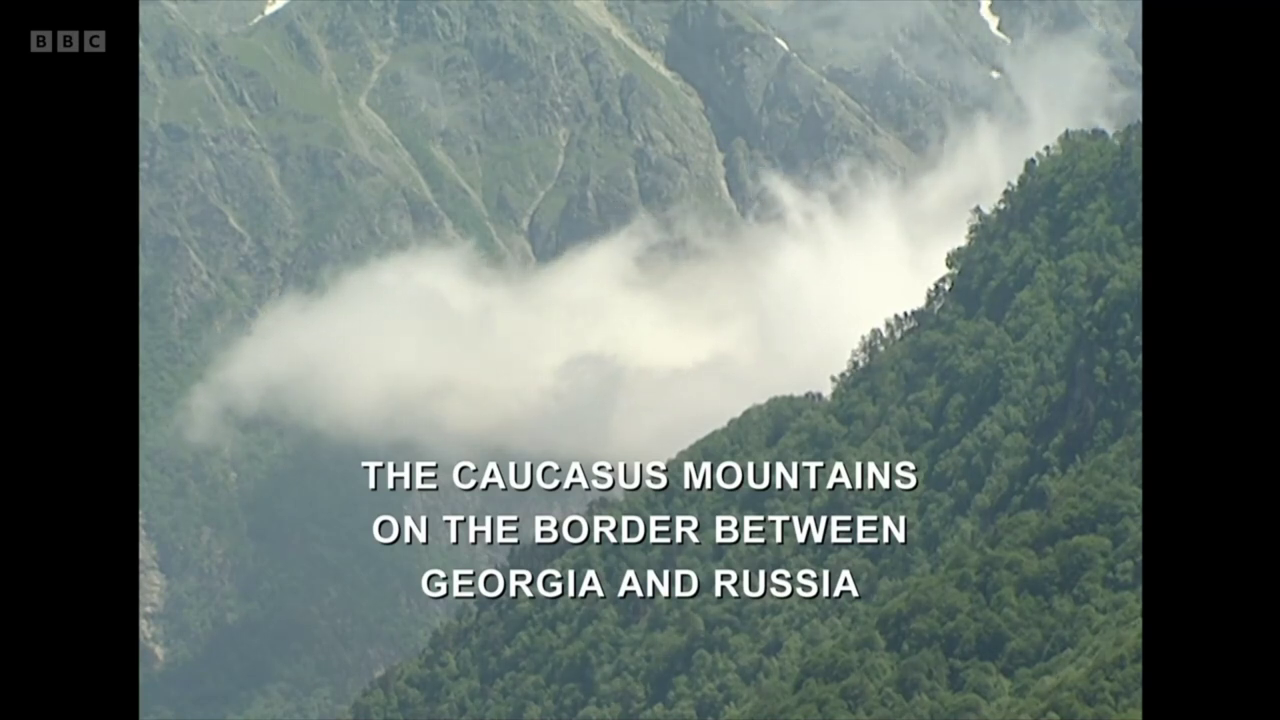 BBC
THE CAUCASUS MOUNTAINS
ON THE BORDER BETWEEN
GEORGIA AND RUSSIA